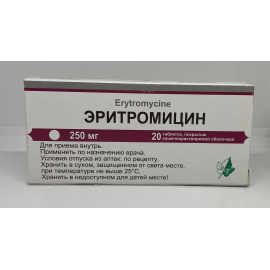 Erytromycine
ЭРИТРОМИЦИН
250 мг
20 таблеток, покрытых
кишечнорастворимой оболочкой
Для приема внутрь.
Применять по назначению врача.
Условия отпуска из аптек: по рецепту.
Хранить в сухом, защищенном от света месте,
при температуре не выше 25°С.
Хранить в недоступном для детей месте!